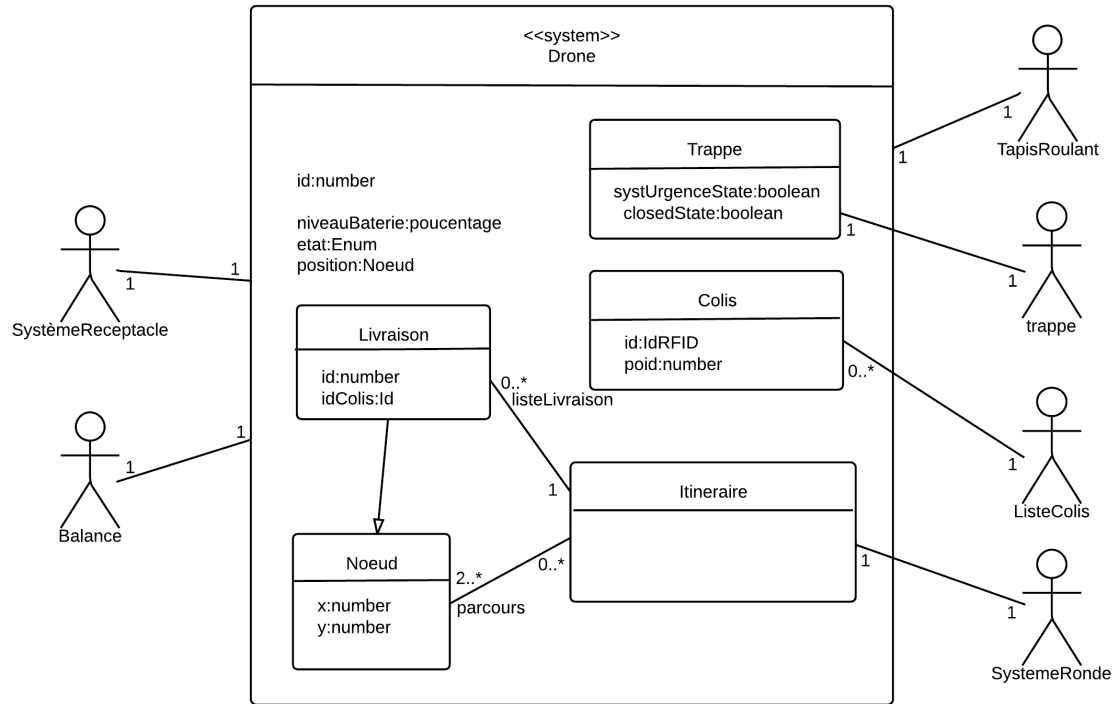 <<system>>
Drone
id:number
niveauBaterie:poucentage
etat:Enum
position:Noeud
Trappe
systUrgenceState:boolean
closedState:boolean
1
1
TapisRoulant
1
1
trappe
1
1
SystèmeReceptacle
Colis
id:IdRFID
poid:number
0..*
1
ListeColis
Livraison
id:number
idColis:Id
0..*
listeLivraison
1
1
1
Balance
Itineraire
1
1
SystemeRonde
Noeud
x:number
y:number
2..*
parcours
0..*